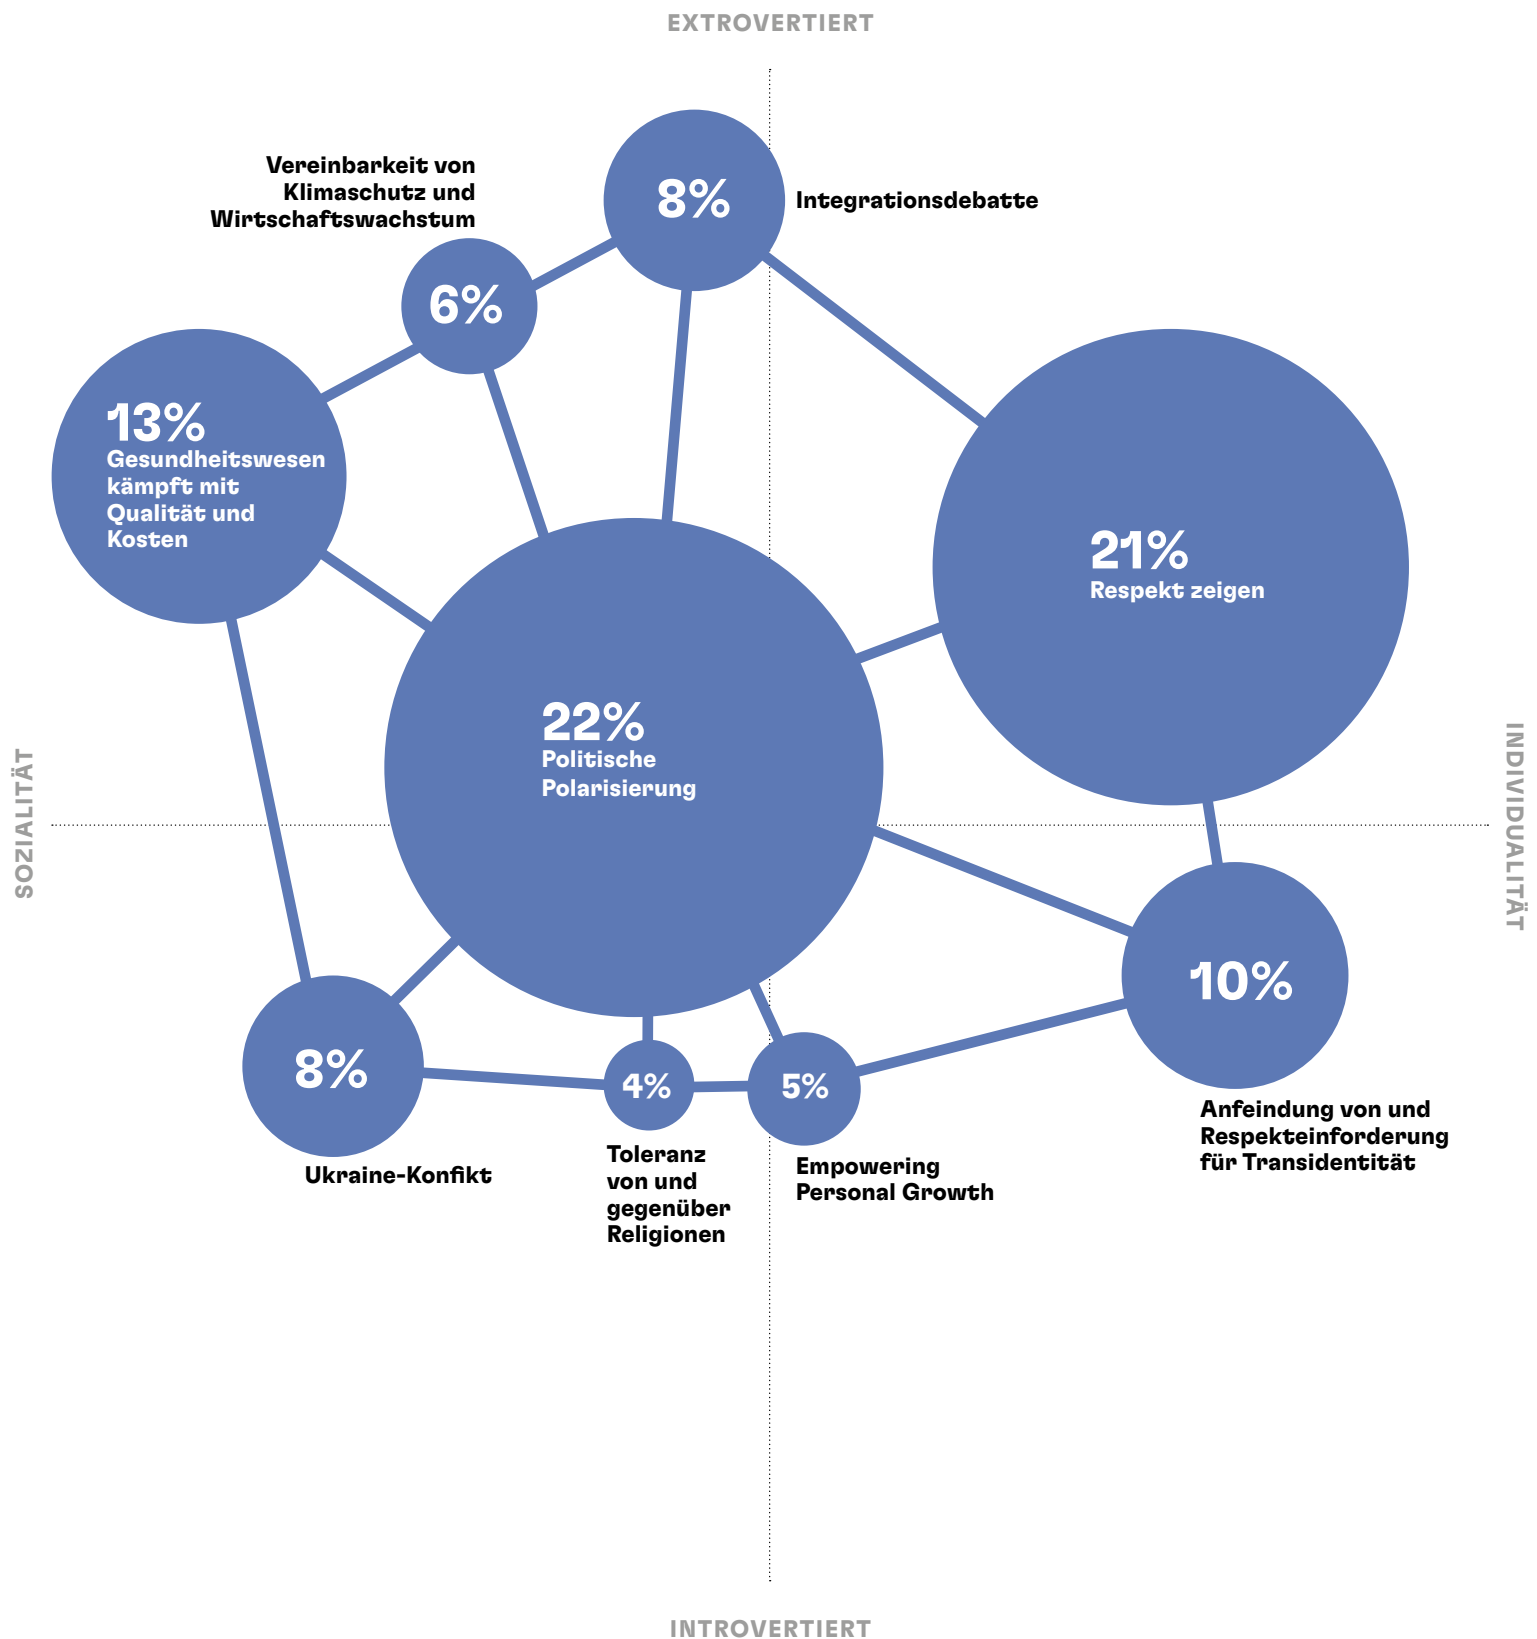 EXTROVERTIERT
Vereinbarkeit von
Klimaschutz und
Wirtschaftswachstum
8%
Integrationsdebatte
6%
13%
Gesundheitswesen
kämpft mit
Qualität und
Kosten
21%
Respekt zeigen
22%
Politische
Polarisierung
SOZIALITÄT
INDIVIDUALITÄT
10%
Anfeindung von und
Respekteinforderung
für Transidentität
8%
Ukraine-Konfikt
4%
Toleranz
von und
gegenüber
Religionen
5%
Empowering
Personal Growth
INTROVERTIERT